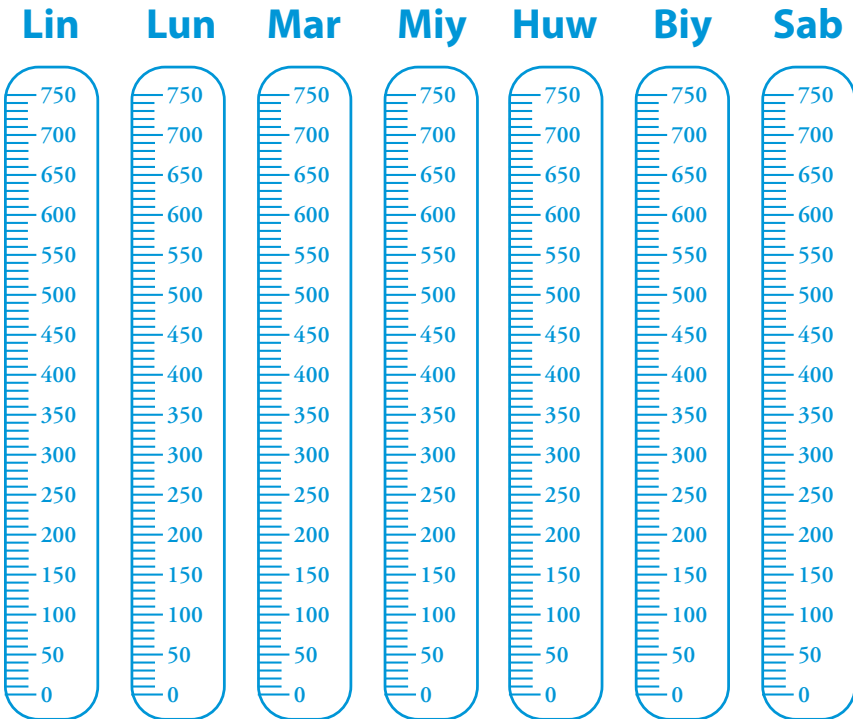 Lin Lun Mar Miy Huw Biy Sab
750 750 750 750 750 750 750
700 700 700 700 700 700 700
650 650 650 650 650 650 650
600 600 600 600 600 600 600
550 550 550 550 550 550 550
500 500 500 500 500 500 500
450 450 450 450 450 450 450
400 400 400 400 400 400 400
350 350 350 350 350 350 350
300 300 300 300 300 300 300
250 250 250 250 250 250 250
200 200 200 200 200 200 200
150 150 150 150 150 150 150
100 100 100 100 100 100 100
50 50 50 50 50 50 50
0 0 0 0 0 0 0